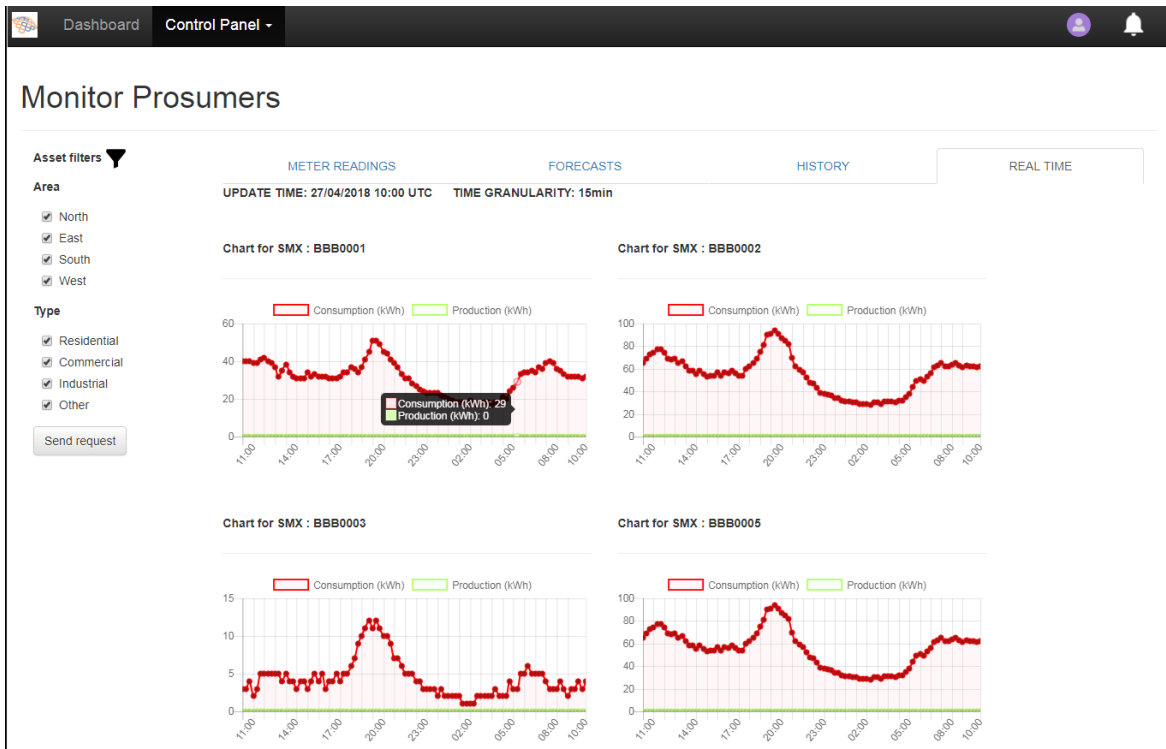 Dashboard Control Panel
Monitor Prosumers
Asset filters
Area
North
East
South
West
Type
Residential
Commercial
Industrial
Other
Send request
METER READINGS FORECASTS HISTORY REAL TIME
UPDATE TIME: 27/04/2018 10:00 UTC TIME GRANULARITY: 15min
Chart for SMX : BBB0001
Consumption (kWh) Production (kWh)
60
40
20
0
Consumption (kWh): 29
Production (kWh): 0
11:00 14:00 17:00 20:00 23:00 02:00 05:00 08:00 10:00
Chart for SMX : BBB0002
Consumption (kWh) Production (kWh)
100
80
60
40
20
0
11:00 14:00 17:00 20:00 23:00 02:00 05:00 08:00 10:00
Chart for SMX : BBB0003
Consumption (kWh) Production (kWh)
15
10
5
0
11:00 14:00 17:00 20:00 23:00 02:00 05:00 08:00 10:00
Chart for SMX : BBB0005
Consumption (kWh) Production (kWh)
100
80
60
40
20
0
11:00 14:00 17:00 20:00 23:00 02:00 05:00 08:00 10:00